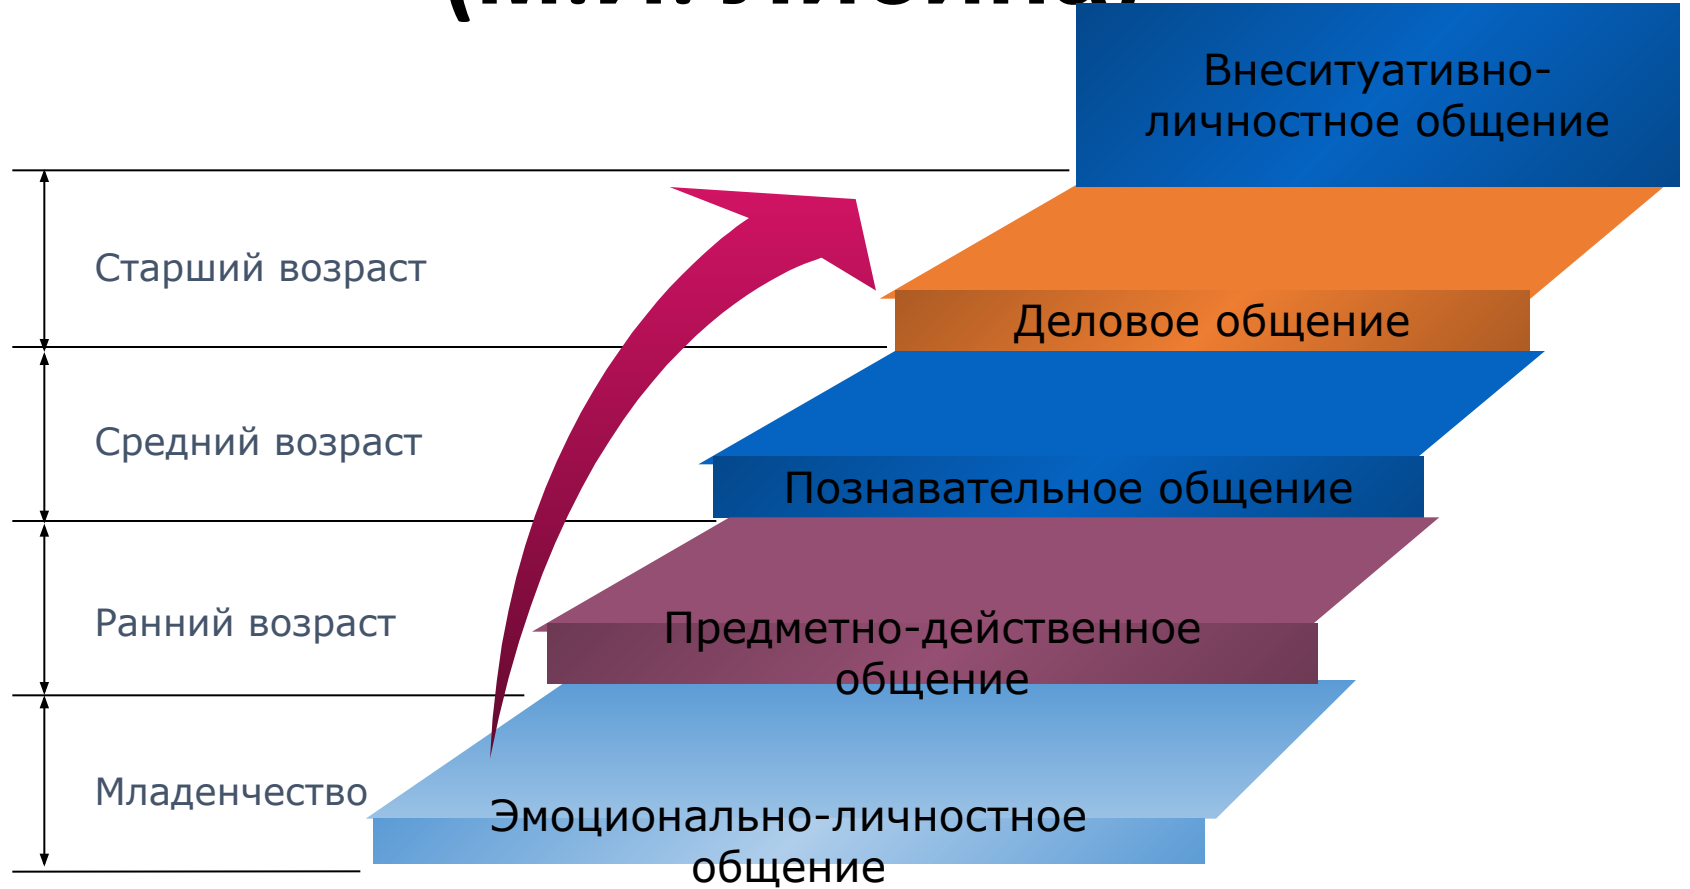 (М.И. Лисина)
Внеситуативно-
личностное общение
Старший возраст
Деловое общение
Средний возраст
Познавательное общение
Ранний возраст
Предметно-действенное
общение
Младенчество
Эмоционально-личностное
общение